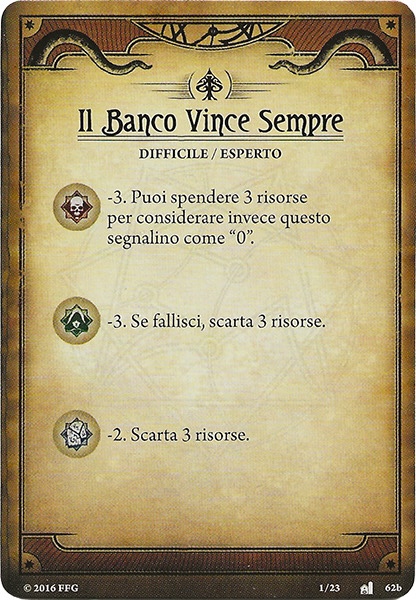 Il Banco Vince Sempre
DIFFICILE / ESPERTO
-3. Puoi spendere 3 risorse
per considerare invece questo
segnalino come “0”.
-3. Se fallisci, scarta 3 risorse.
-2. Scarta 3 risorse.
© 2016 FFG
1/23
62b